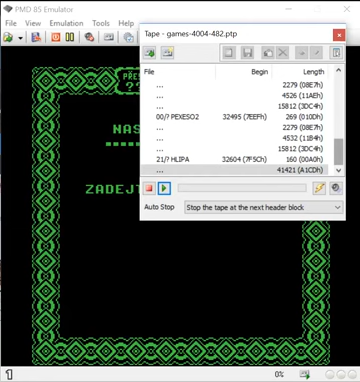 PMD 85 Emulator
File Emulation Tools Help
Tape - games-4004-482.ptp
File Begin Length
... 2279 (08E7h)
... 4526 (11AEh)
... 15812 (3DC4h)
00/? PEXESO2 32495 (7EEFh) 269 (010Dh)
... 2279 (08E7h)
... 4532 (11B4h)
... 15812 (3DC4h)
21/? HLIPA 32604 (7F5Ch) 160 (00A0h)
... 41421 (A1CDh)
Auto Stop Stop the tape at the next header block
NAS
ZADEJT
0%